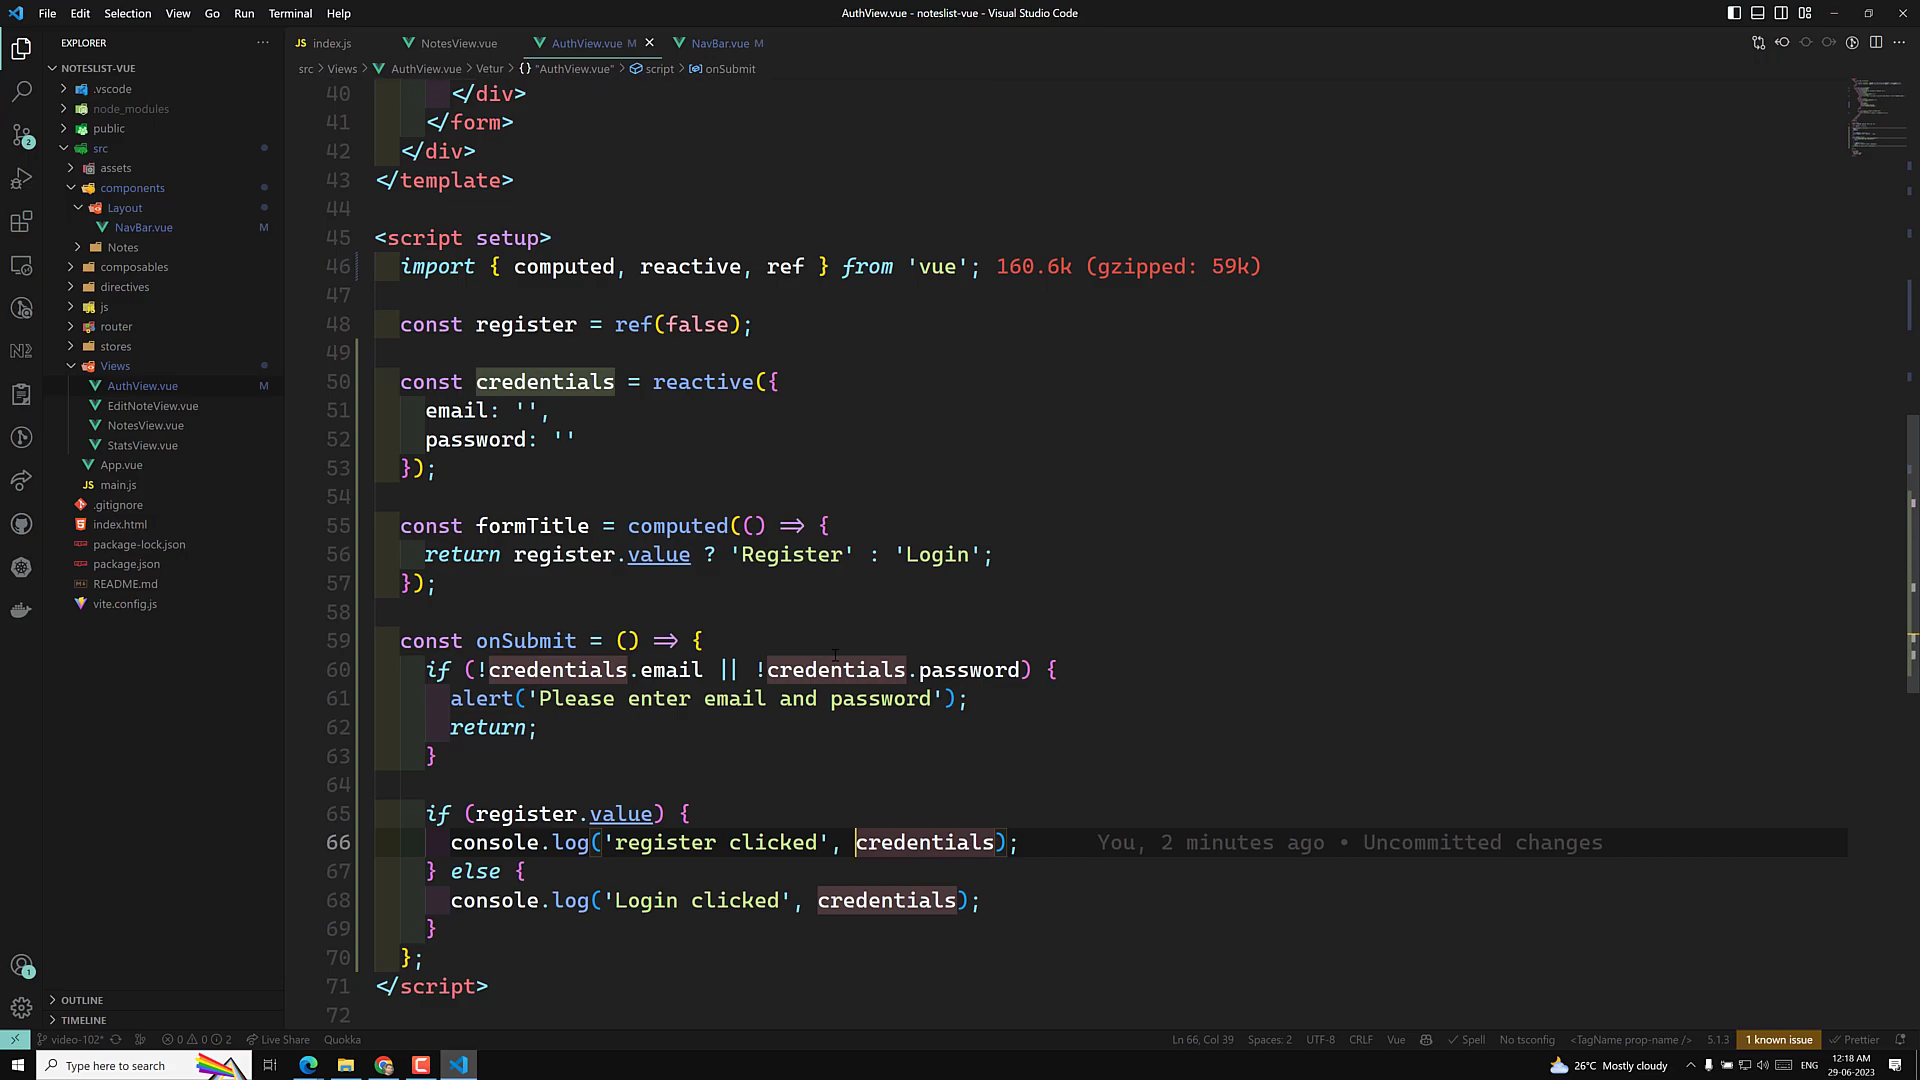 File Edit Selection View Go Run Terminal Help
AuthView.vue - noteslist-vue - Visual Studio Code
EXPLORER
NOTESLIST-VUE
.vscode
node_modules
public
src
assets
components
Layout
NavBar.vue M
Notes
composables
directives
js
router
stores
Views
AuthView.vue M
EditNoteView.vue
NotesView.vue
StatsView.vue
App.vue
JS main.js
.gitignore
index.html
package-lock.json
package.json
README.md
vite.config.js
OUTLINE
TIMELINE
JS index.js NotesView.vue AuthView.vue M NavBar.vue M
src > Views > AuthView.vue > Vetur > {} "AuthView.vue" > script > onSubmit
40 </div>
41 </form>
42 </div>
43 </template>
44
45 <script setup>
46 import { computed, reactive, ref } from 'vue'; 160.6k (gzipped: 59k)
47
48 const register = ref(false);
49
50 const credentials = reactive({
51 email: '',
52 password: ''
53 });
54
55 const formTitle = computed(() => {
56 return register.value ? 'Register' : 'Login';
57 });
58
59 const onSubmit = () => {
60 if (!credentials.email || !credentials.password) {
61 alert('Please enter email and password');
62 return;
63 }
64
65 if (register.value) {
66 console.log('register clicked', credentials); You, 2 minutes ago • Uncommitted changes
67 } else {
68 console.log('Login clicked', credentials);
69 }
70 };
71 </script>
72
video-102* 0 0 2 Live Share Quokka
Ln 66, Col 39 Spaces: 2 UTF-8 CRLF Vue Spell No tsconfig <TagName prop-name /> 5.1.3 1 known issue Prettier
Type here to search
26°C Mostly cloudy ENG
12:18 AM
29-06-2023